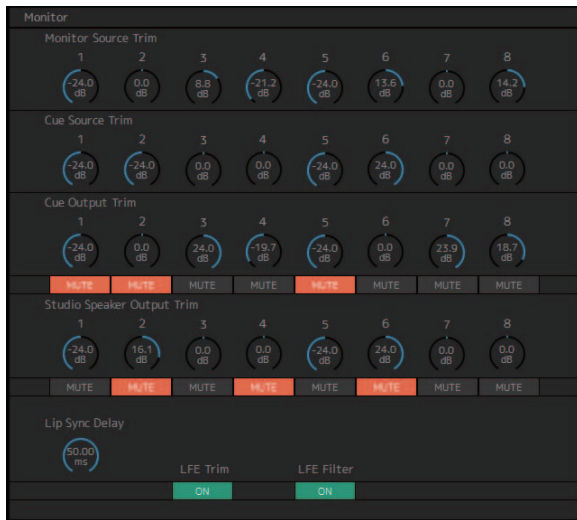 Monitor
Monitor Source Trim
1 2 3 4 5 6 7 8
-24.0 dB 0.0 dB 8.8 dB -21.2 dB -24.0 dB 13.6 dB 0.0 dB 14.2 dB
Cue Source Trim
1 2 3 4 5 6 7 8
-24.0 dB -24.0 dB 0.0 dB 0.0 dB -24.0 dB 24.0 dB 0.0 dB 0.0 dB
Cue Output Trim
1 2 3 4 5 6 7 8
-24.0 dB 0.0 dB 24.0 dB -19.7 dB -24.0 dB 0.0 dB 23.9 dB 18.7 dB
MUTE MUTE MUTE MUTE MUTE MUTE MUTE MUTE
Studio Speaker Output Trim
1 2 3 4 5 6 7 8
-24.0 dB 16.1 dB 0.0 dB 0.0 dB -24.0 dB 24.0 dB 0.0 dB 0.0 dB
MUTE MUTE MUTE MUTE MUTE MUTE MUTE MUTE
Lip Sync Delay
50.00 ms
LFE Trim LFE Filter
ON ON